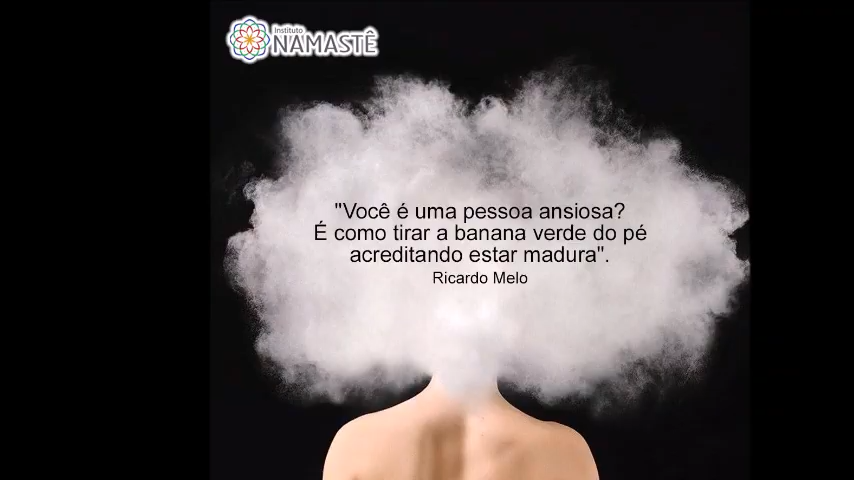 Instituto
NAMASTÊ
"Você é uma pessoa ansiosa?
É como tirar a banana verde do pé
acreditando estar madura".
Ricardo Melo